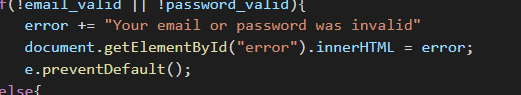 f(!email_valid || !password_valid){
error += "Your email or password was invalid"
document.getElementById("error").innerHTML = error;
e.preventDefault();
else{